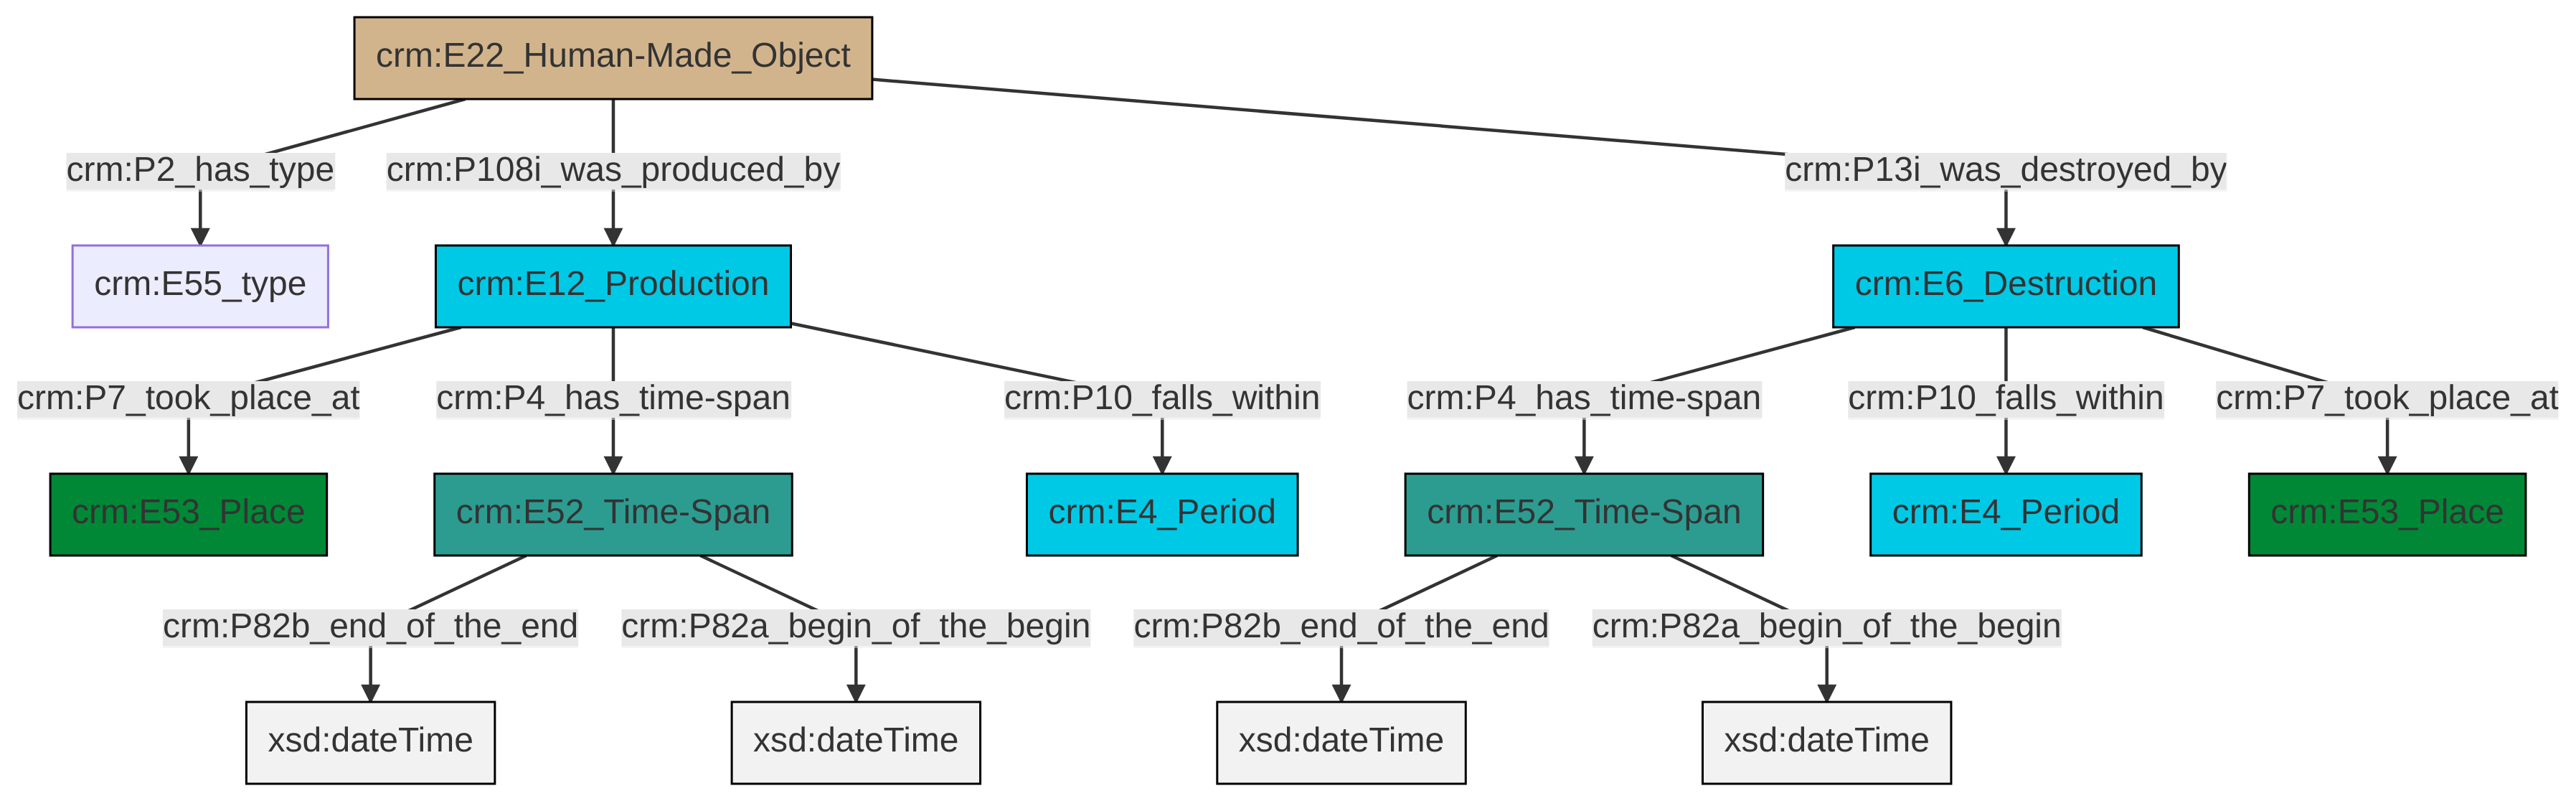 crm:E22_Human-Made_Object
crm:P2_has_type
crm:P108i_was_produced_by
crm:P13i_was_destroyed_by
crm:E55_type
crm:E12_Production
crm:E6_Destruction
crm:P7_took_place_at
crm:P4_has_time-span
crm:P10_falls_within
crm:P4_has_time-span
crm:P10_falls_within
crm:P7_took_place_at
crm:E53_Place
crm:E52_Time-Span
crm:E4_Period
crm:E52_Time-Span
crm:E4_Period
crm:E53_Place
crm:P82b_end_of_the_end
crm:P82a_begin_of_the_begin
crm:P82b_end_of_the_end
crm:P82a_begin_of_the_begin
xsd:dateTime
xsd:dateTime
xsd:dateTime
xsd:dateTime